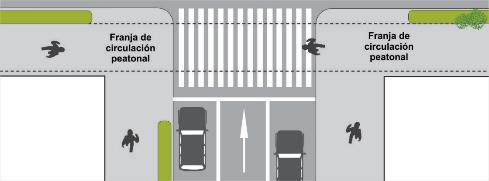 Franja de
circulación
peatonal
Franja de
circulación
peatonal